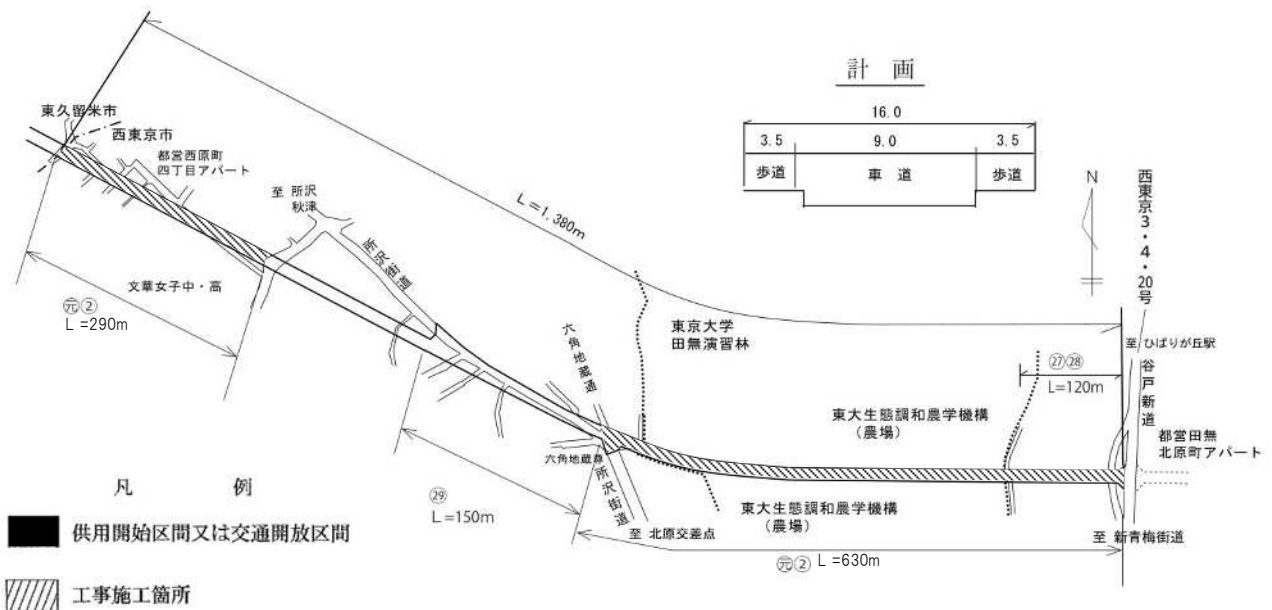 計 画
16.0
3.5 9.0 3.5
歩道 車 道 歩道
東久留米市
西東京市
都営西原町
四丁目アパート
至 所沢
秋津
所沢街道
L=1,380m
N
西東京3・4・20号
文華女子中・高
元②
L =290m
六角地蔵通
東京大学
田無演習林
至 ひばりが丘駅
㉗㉘
L=120m
谷戸新道
東大生態調和農学機構
(農場)
都営田無
北原町アパート
六角地蔵尊
所沢街道
㉙
L=150m
東大生態調和農学機構
(農場)
至 北原交差点
至 新青梅街道
元② L =630m
凡 例
供用開始区間又は交通開放区間
工事施工箇所